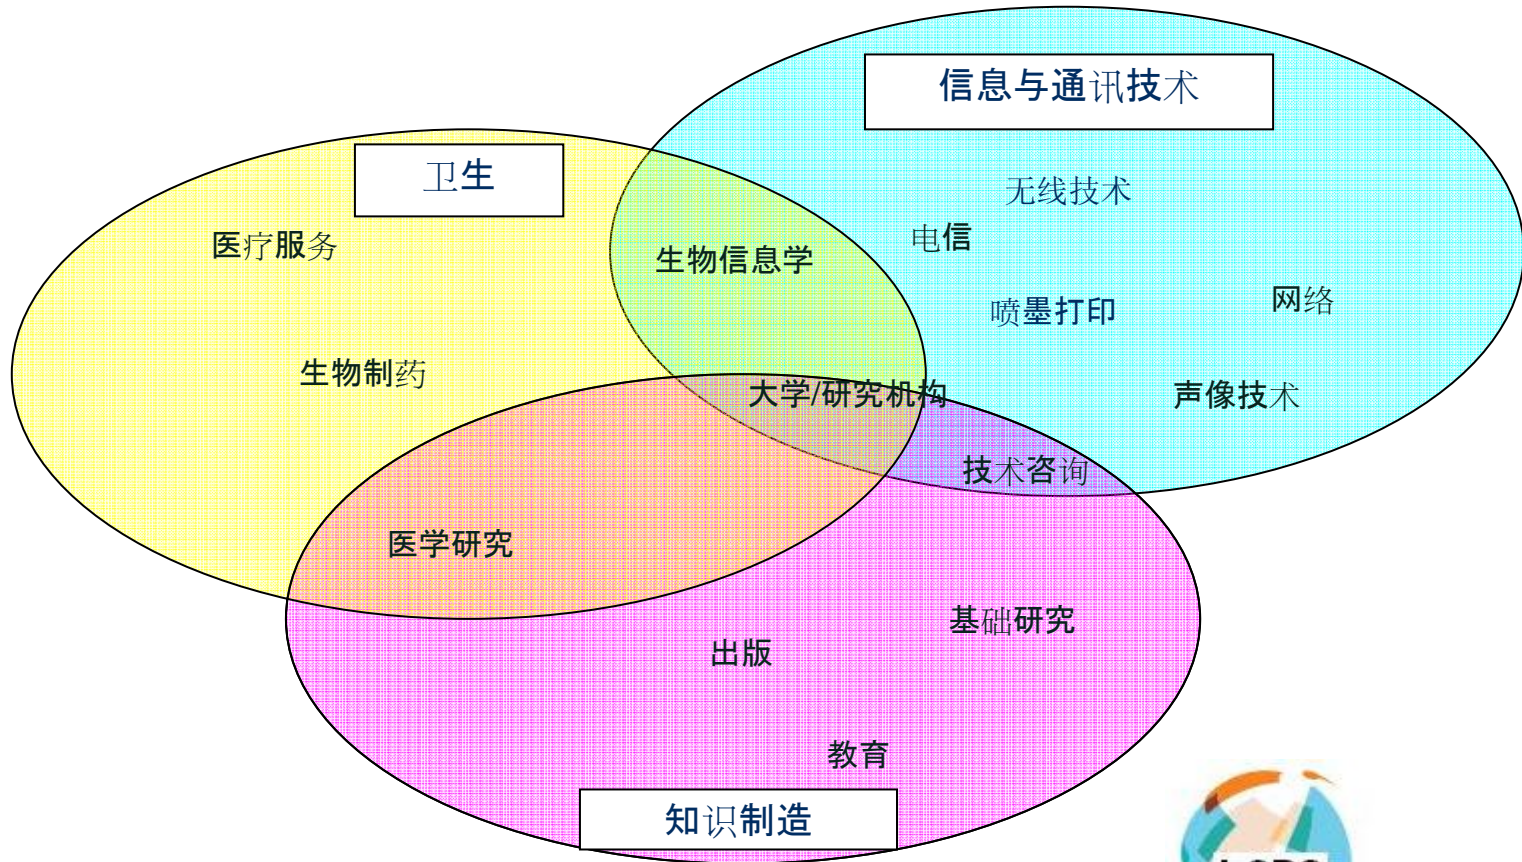 信息与通讯技术
卫生
无线技术
医疗服务
电信
生物信息学
网络
喷墨打印
生物制药
大学/研究机构
声像技术
技术咨询
医学研究
基础研究
出版
教育
知识制造